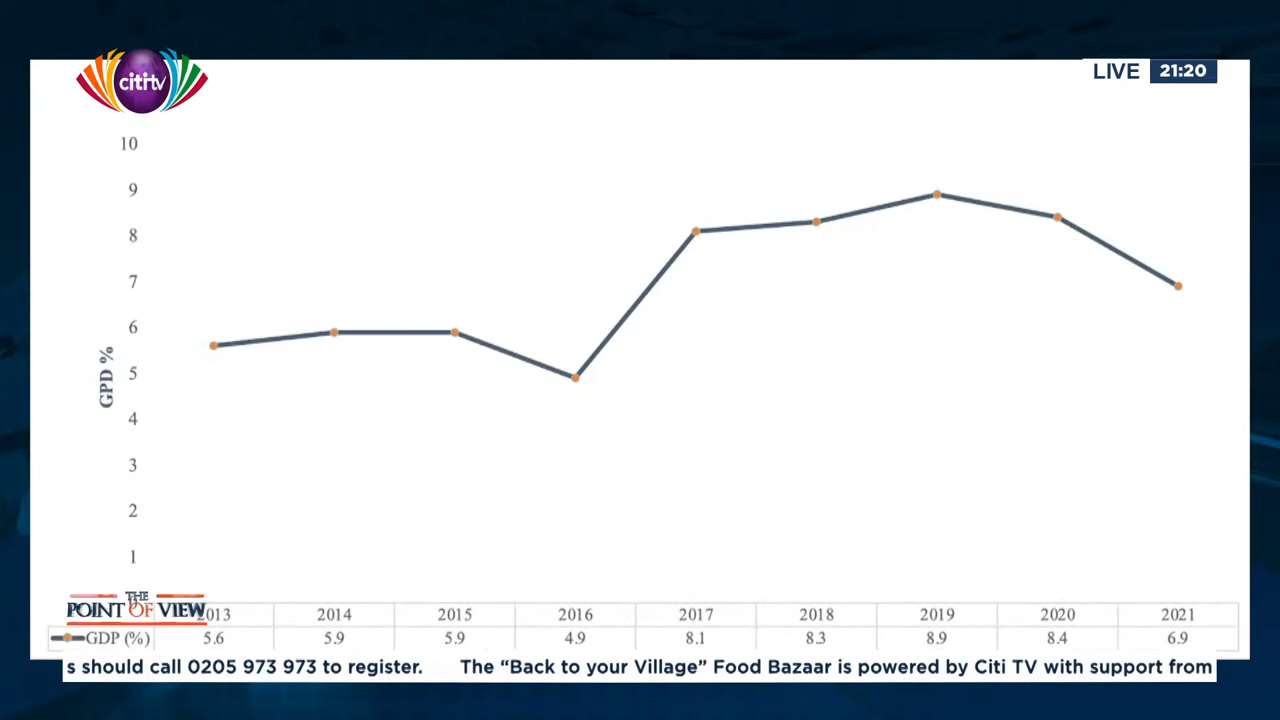 cititv
LIVE 21:20
10
9
8
7
6
5
4
3
2
1
GPD %
THE
POINT OF VIEW
2013 2014 2015 2016 2017 2018 2019 2020 2021
GDP (%) 5.6 5.9 5.9 4.9 8.1 8.3 8.9 8.4 6.9
s should call 0205 973 973 to register. The “Back to your Village” Food Bazaar is powered by Citi TV with support from